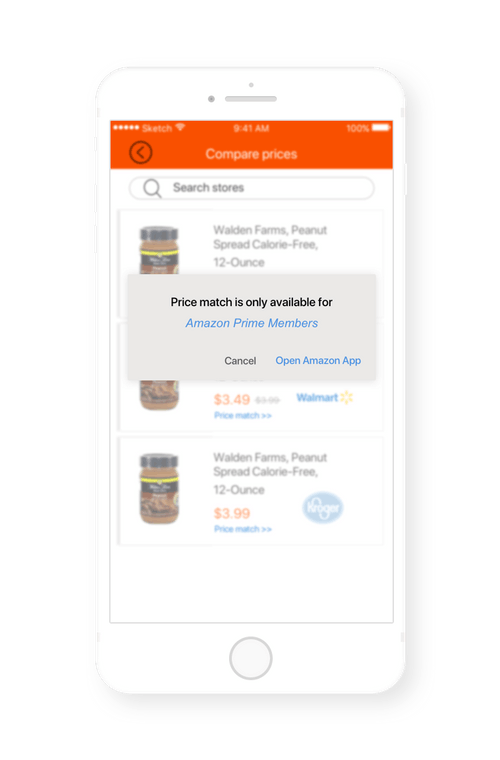 Sketch 9:41 AM 100%
Compare prices
Search stores
Walden Farms, Peanut
Spread Calorie-Free,
12-Ounce
Price match is only available for
Amazon Prime Members
Cancel Open Amazon App
$3.49 $3.99 Walmart
Price match >>
Walden Farms, Peanut
Spread Calorie-Free,
12-Ounce
$3.99 Kroger
Price match >>